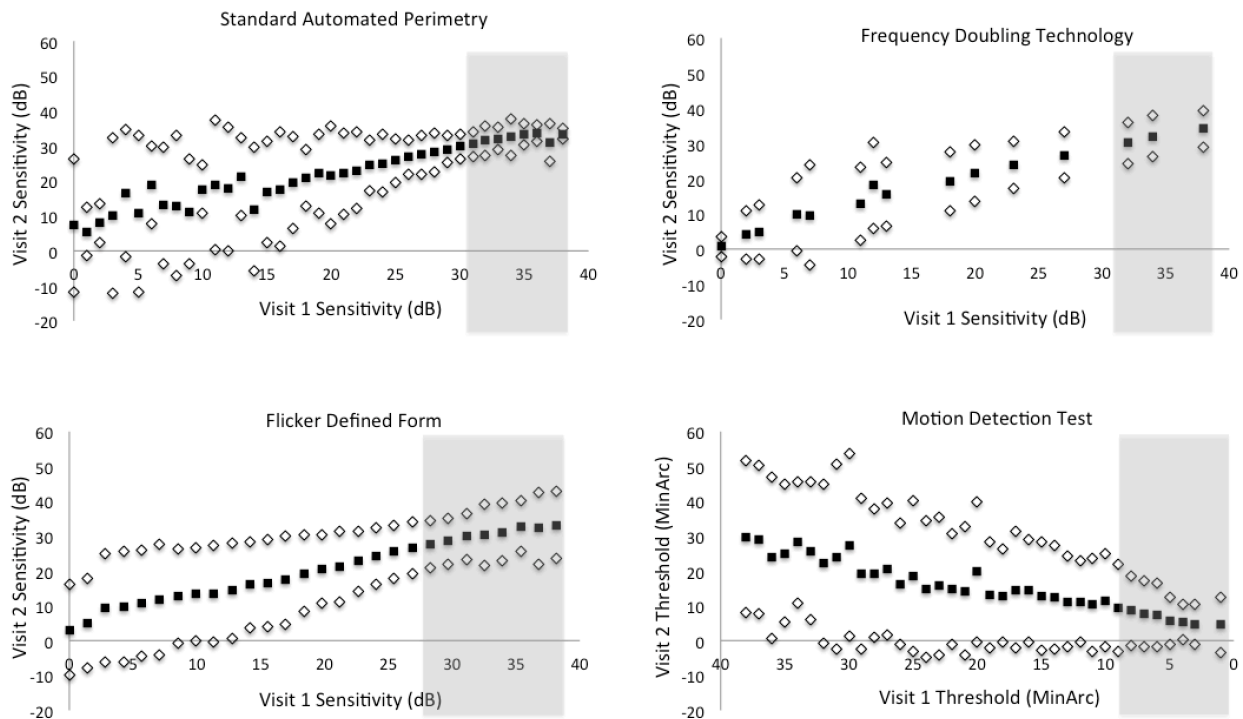 Standard Automated Perimetry
60
50
40
30
20
10
0
-10
-20
0 5 10 15 20 25 30 35 40
Visit 2 Sensitivity (dB)
Visit 1 Sensitivity (dB)
Frequency Doubling Technology
60
50
40
30
20
10
0
-10
-20
0 5 10 15 20 25 30 35 40
Visit 2 Sensitivity (dB)
Visit 1 Sensitivity (dB)
Flicker Defined Form
60
50
40
30
20
10
0
-10
-20
0 5 10 15 20 25 30 35 40
Visit 2 Sensitivity (dB)
Visit 1 Sensitivity (dB)
Motion Detection Test
60
50
40
30
20
10
0
-10
-20
40 35 30 25 20 15 10 5 0
Visit 2 Threshold (MinArc)
Visit 1 Threshold (MinArc)